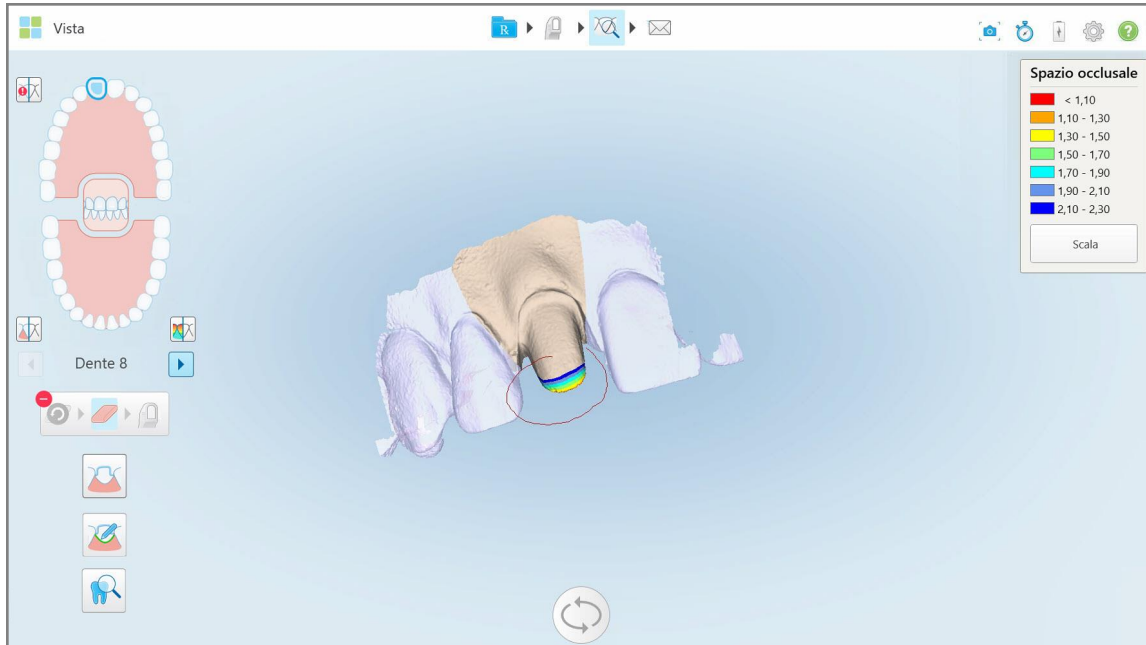 Vista
R
Spazio occlusale
< 1,10
1,10 - 1,30
1,30 - 1,50
1,50 - 1,70
1,70 - 1,90
1,90 - 2,10
2,10 - 2,30
Scala
Dente 8